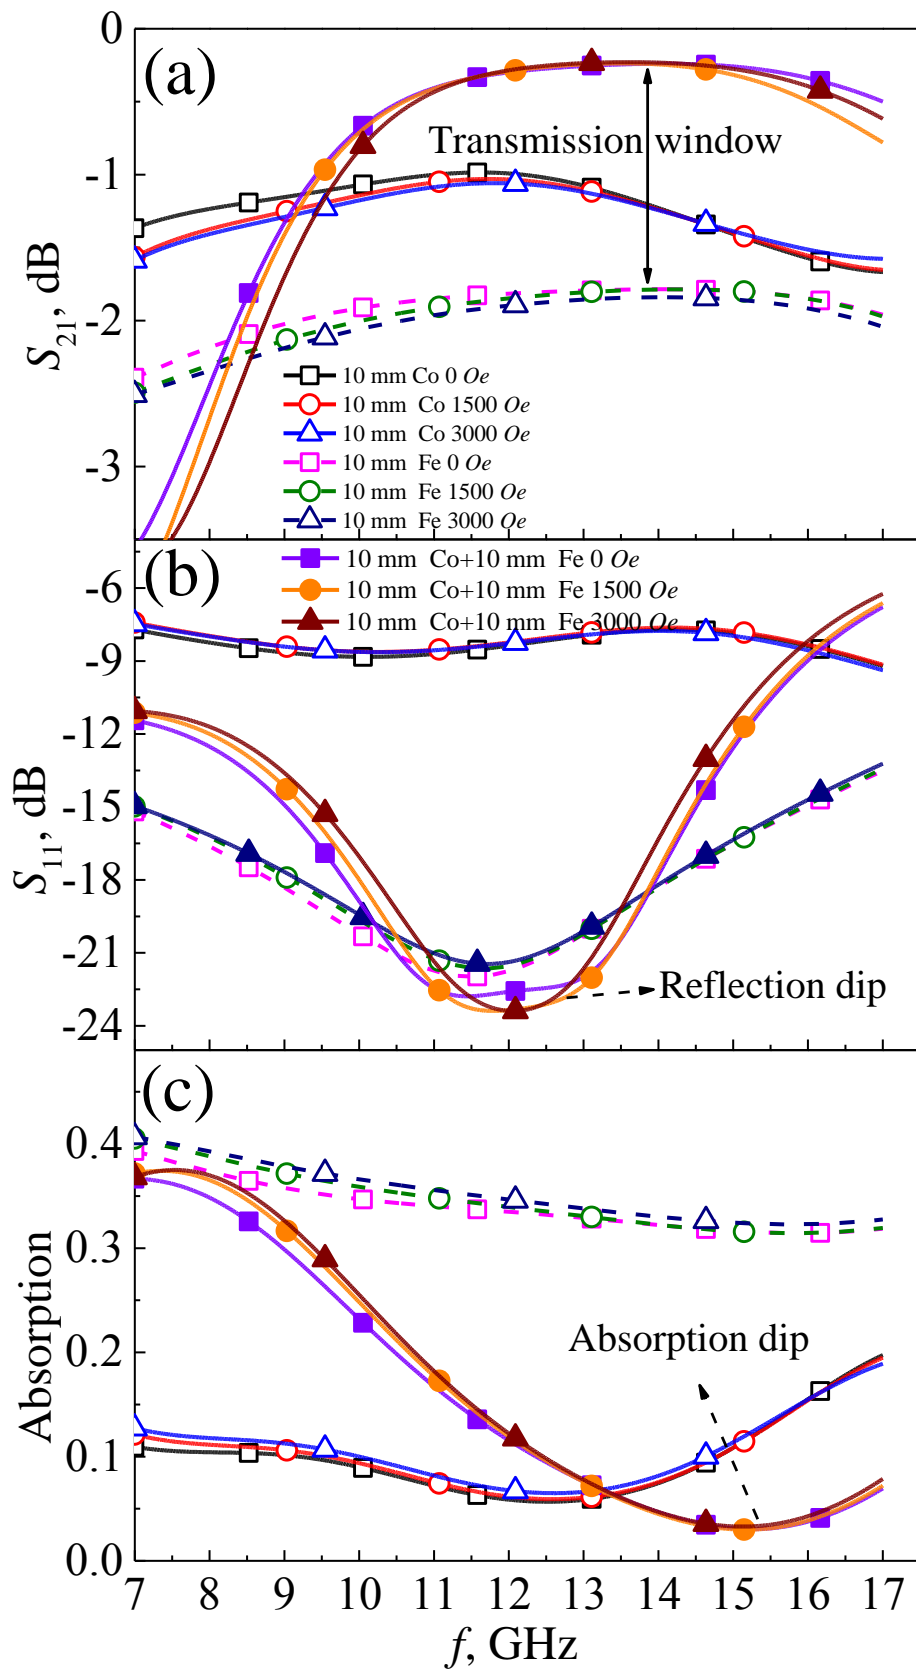 (a)
0
-1
-2
-3
S21, dB
Transmission window
10 mm Co 0 Oe
10 mm Co 1500 Oe
10 mm Co 3000 Oe
10 mm Fe 0 Oe
10 mm Fe 1500 Oe
10 mm Fe 3000 Oe
(b)
10 mm Co+10 mm Fe 0 Oe
10 mm Co+10 mm Fe 1500 Oe
10 mm Co+10 mm Fe 3000 Oe
-6
-9
-12
-15
-18
-21
-24
S11, dB
Reflection dip
(c)
0.4
0.3
0.2
0.1
0.0
Absorption
Absorption dip
7 8 9 10 11 12 13 14 15 16 17
f, GHz